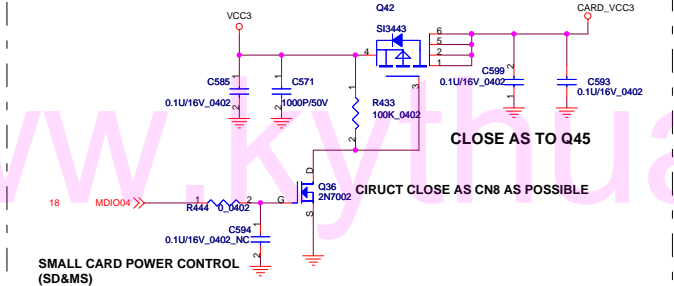 Q42
VCC3
CARD_VCC3
SI3443
4
6
5
2
1
3
C585
0.1U/16V_0402
1
2
C571
1000P/50V
1
2
R433
100K_0402
1
2
C599
0.1U/16V_0402
2
1
C593
0.1U/16V_0402
1
2
CLOSE AS TO Q45
www.kythua
D
Q36
2N7002
G
S
CIRUCT CLOSE AS CN8 AS POSSIBLE
18 MDIO04
1 2
R444 0_0402
C594
0.1U/16V_0402_NC
1
2
SMALL CARD POWER CONTROL
(SD&MS)